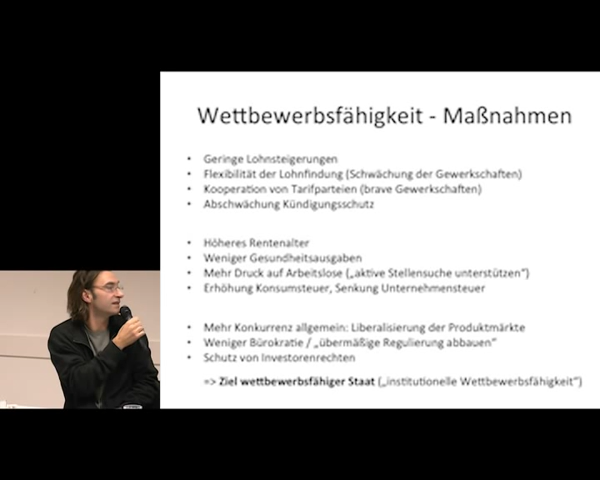 Wettbewerbsfähigkeit - Maßnahmen
• Geringe Lohnsteigerungen
• Flexibilität der Lohnfindung (Schwächung der Gewerkschaften)
• Kooperation von Tarifparteien (brave Gewerkschaften)
• Abschwächung Kündigungsschutz
• Höheres Rentenalter
• Weniger Gesundheitsausgaben
• Mehr Druck auf Arbeitslose („aktive Stellensuche unterstützen“)
• Erhöhung Konsumsteuer, Senkung Unternehmensteuer
• Mehr Konkurrenz allgemein: Liberalisierung der Produktmärkte
• Weniger Bürokratie / „übermäßige Regulierung abbauen“
• Schutz von Investorenrechten
=> Ziel wettbewerbsfähiger Staat („institutionelle Wettbewerbsfähigkeit“)